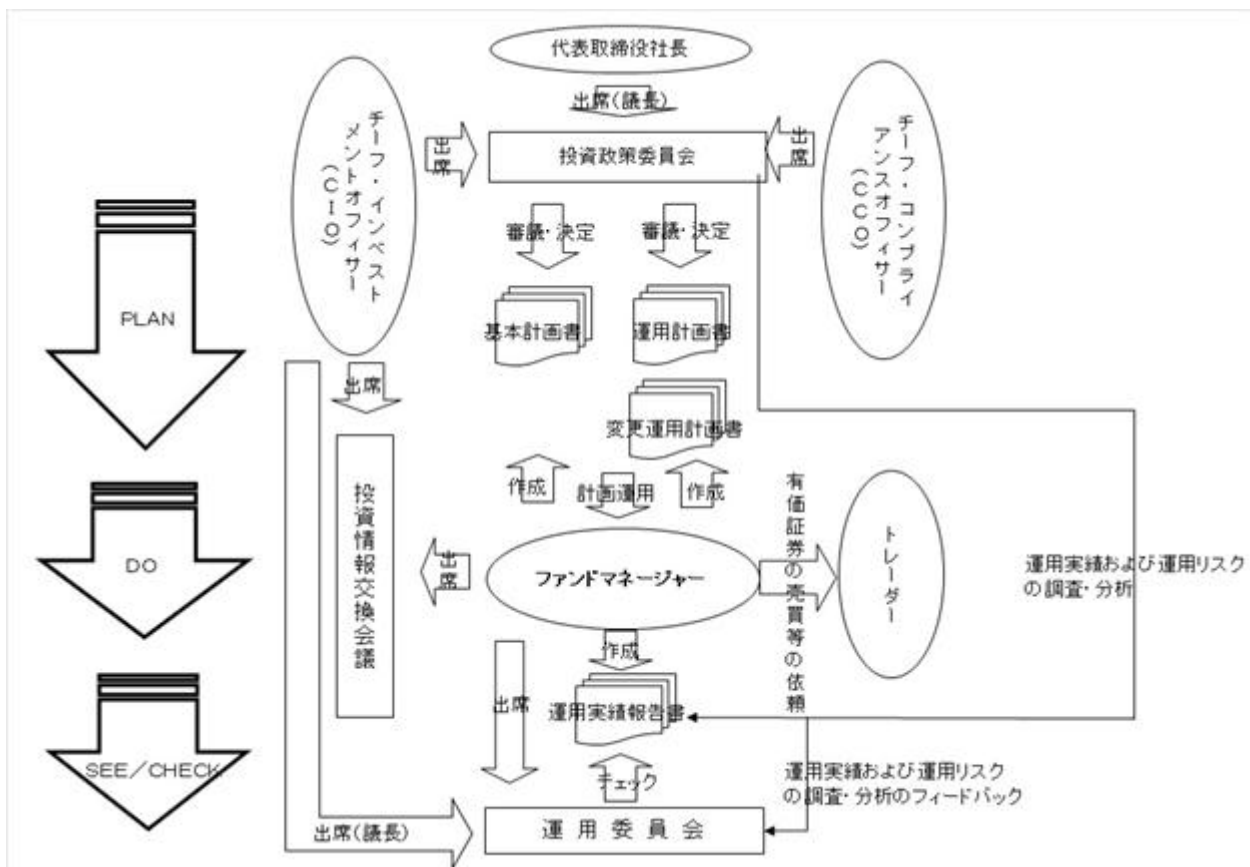 代表取締役社長
出席(議長)
チーフ・インベスト
メントオフィサー
(CIO)
出席
投資政策委員会
出席
チーフ・コンプライ
アンスオフィサー
(CCO)
審議・決定
審議・決定
PLAN
基本計画書
運用計画書
出席
変更運用計画書
作成
計画運用
作成
有価証券の売買等の依頼
投資情報交換会議
DO
出席
ファンドマネージャー
トレーダー
運用実績および運用リスク
の調査・分析
作成
出席
運用実績報告書
SEE/CHECK
チェック
運用実績および運用リスク
の調査・分析のフィードバック
出席(議長)
運用委員会